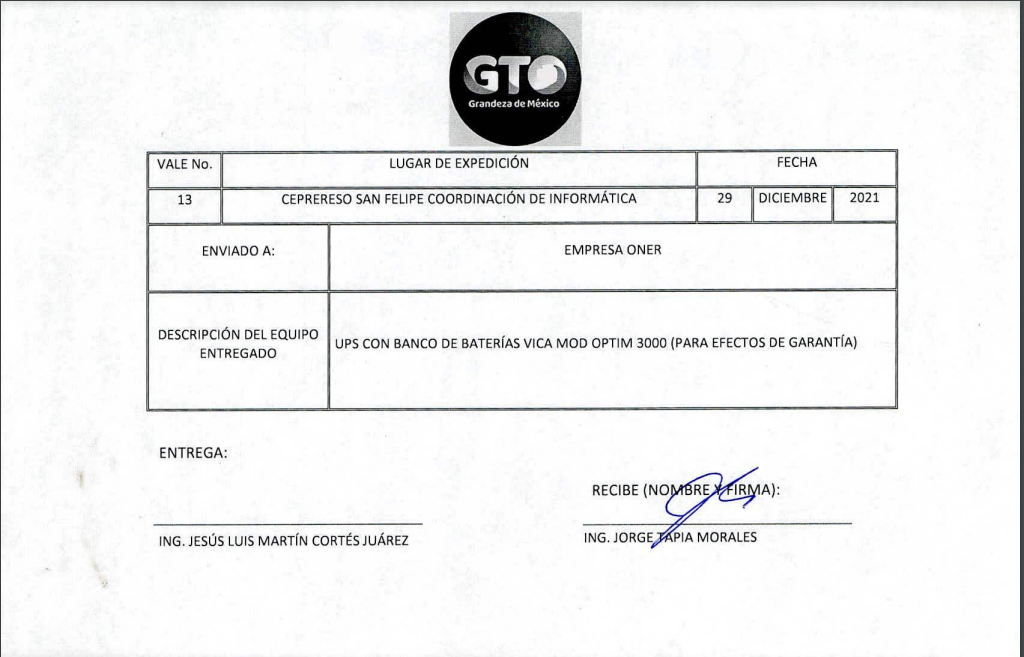 GTO
Grandeza de México
VALE No. LUGAR DE EXPEDICIÓN FECHA
13 CEPRERESO SAN FELIPE COORDINACIÓN DE INFORMÁTICA 29 DICIEMBRE 2021
ENVIADO A: EMPRESA ONER
DESCRIPCIÓN DEL EQUIPO
ENTREGADO
UPS CON BANCO DE BATERÍAS VICA MOD OPTIM 3000 (PARA EFECTOS DE GARANTÍA)
ENTREGA:
RECIBE (NOMBRE Y FIRMA):
ING. JESÚS LUIS MARTÍN CORTÉS JUÁREZ
ING. JORGE TAPIA MORALES